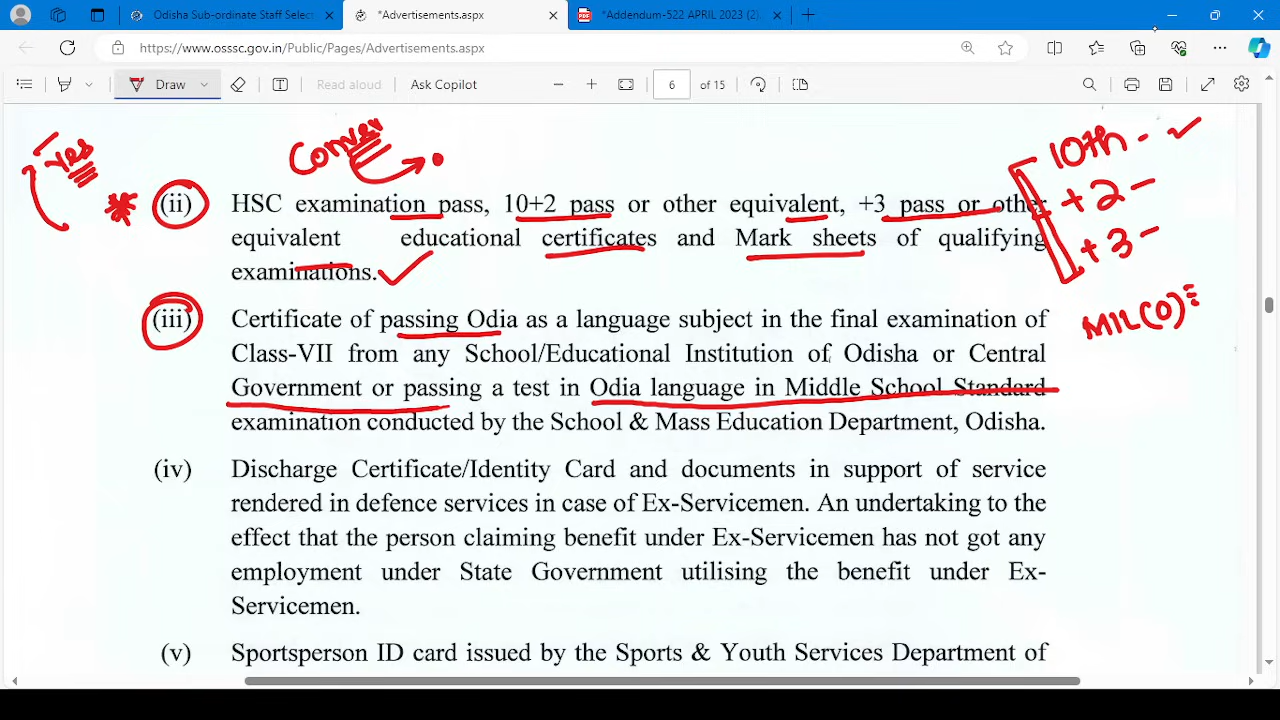 Odisha Sub-ordinate Staff Select
*Advertisements.aspx
*Addendum-522 APRIL 2023 (2).
https://www.osssc.gov.in/Public/Pages/Advertisements.aspx
Draw
Read aloud
Ask Copilot
6
of 15
Yes
Conver
10th - ✓
+2 -
+3 -
(ii) HSC examination pass, 10+2 pass or other equivalent, +3 pass or other
equivalent educational certificates and Mark sheets of qualifying
examinations.
MIL(O)
(iii) Certificate of passing Odia as a language subject in the final examination of
Class-VII from any School/Educational Institution of Odisha or Central
Government or passing a test in Odia language in Middle School Standard
examination conducted by the School & Mass Education Department, Odisha.
(iv) Discharge Certificate/Identity Card and documents in support of service
rendered in defence services in case of Ex-Servicemen. An undertaking to the
effect that the person claiming benefit under Ex-Servicemen has not got any
employment under State Government utilising the benefit under Ex-
Servicemen.
(v) Sportsperson ID card issued by the Sports & Youth Services Department of